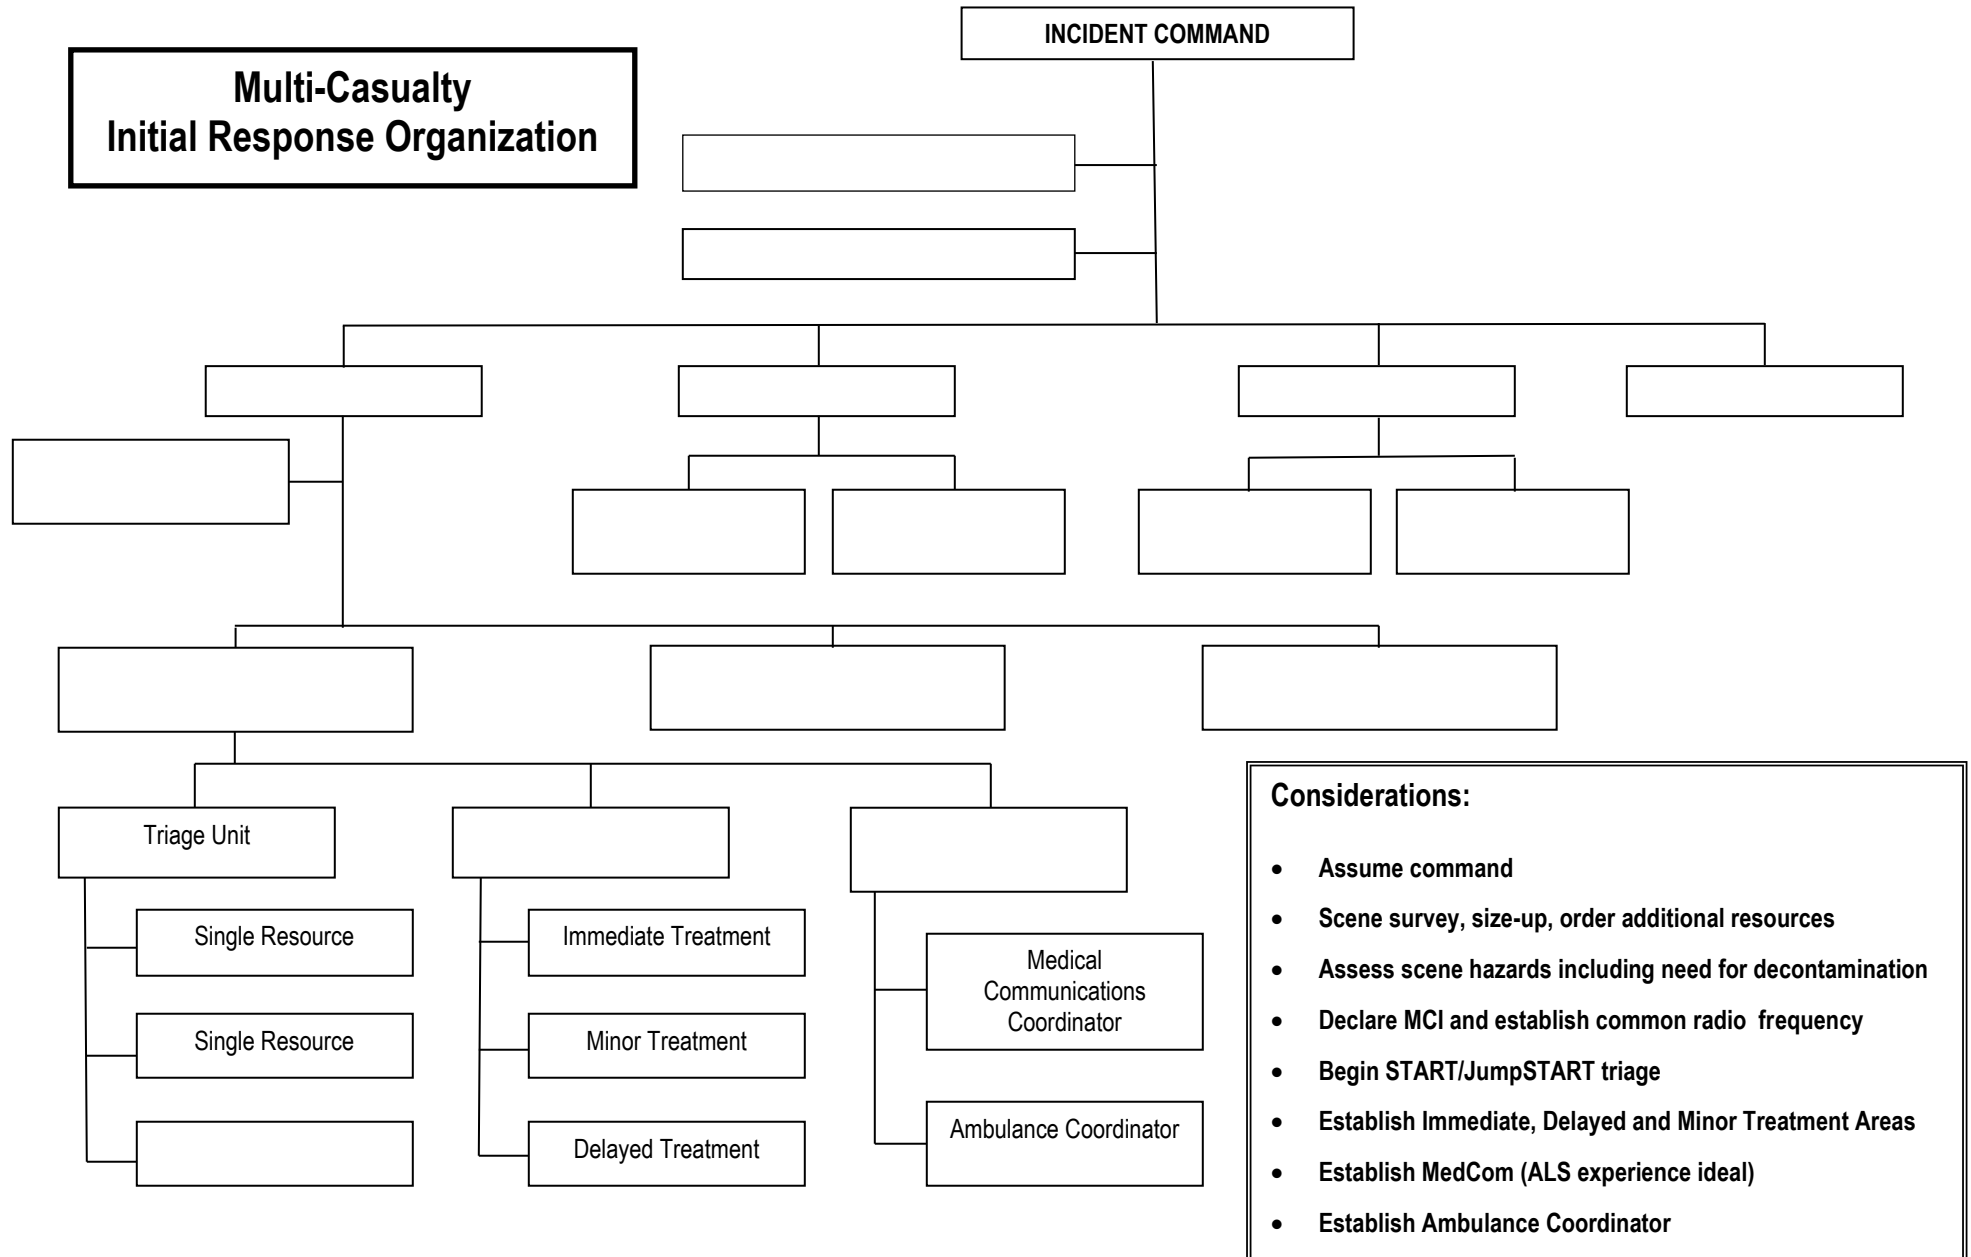 INCIDENT COMMAND
Multi-Casualty
Initial Response Organization
Triage Unit
Single Resource
Single Resource
Immediate Treatment
Minor Treatment
Delayed Treatment
Medical
Communications
Coordinator
Ambulance Coordinator
Considerations:
• Assume command
• Scene survey, size-up, order additional resources
• Assess scene hazards including need for decontamination
• Declare MCI and establish common radio frequency
• Begin START/JumpSTART triage
• Establish Immediate, Delayed and Minor Treatment Areas
• Establish MedCom (ALS experience ideal)
• Establish Ambulance Coordinator